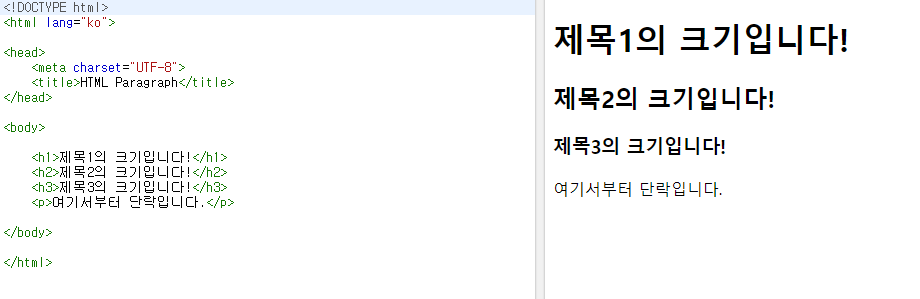 <!DOCTYPE html>
<html lang="ko">
<head>
<meta charset="UTF-8">
<title>HTML Paragraph</title>
</head>
<body>
<h1>제목1의 크기입니다!</h1>
<h2>제목2의 크기입니다!</h2>
<h3>제목3의 크기입니다!</h3>
<p>여기서부터 단락입니다.</p>
</body>
</html>
제목1의 크기입니다!
제목2의 크기입니다!
제목3의 크기입니다!
여기서부터 단락입니다.